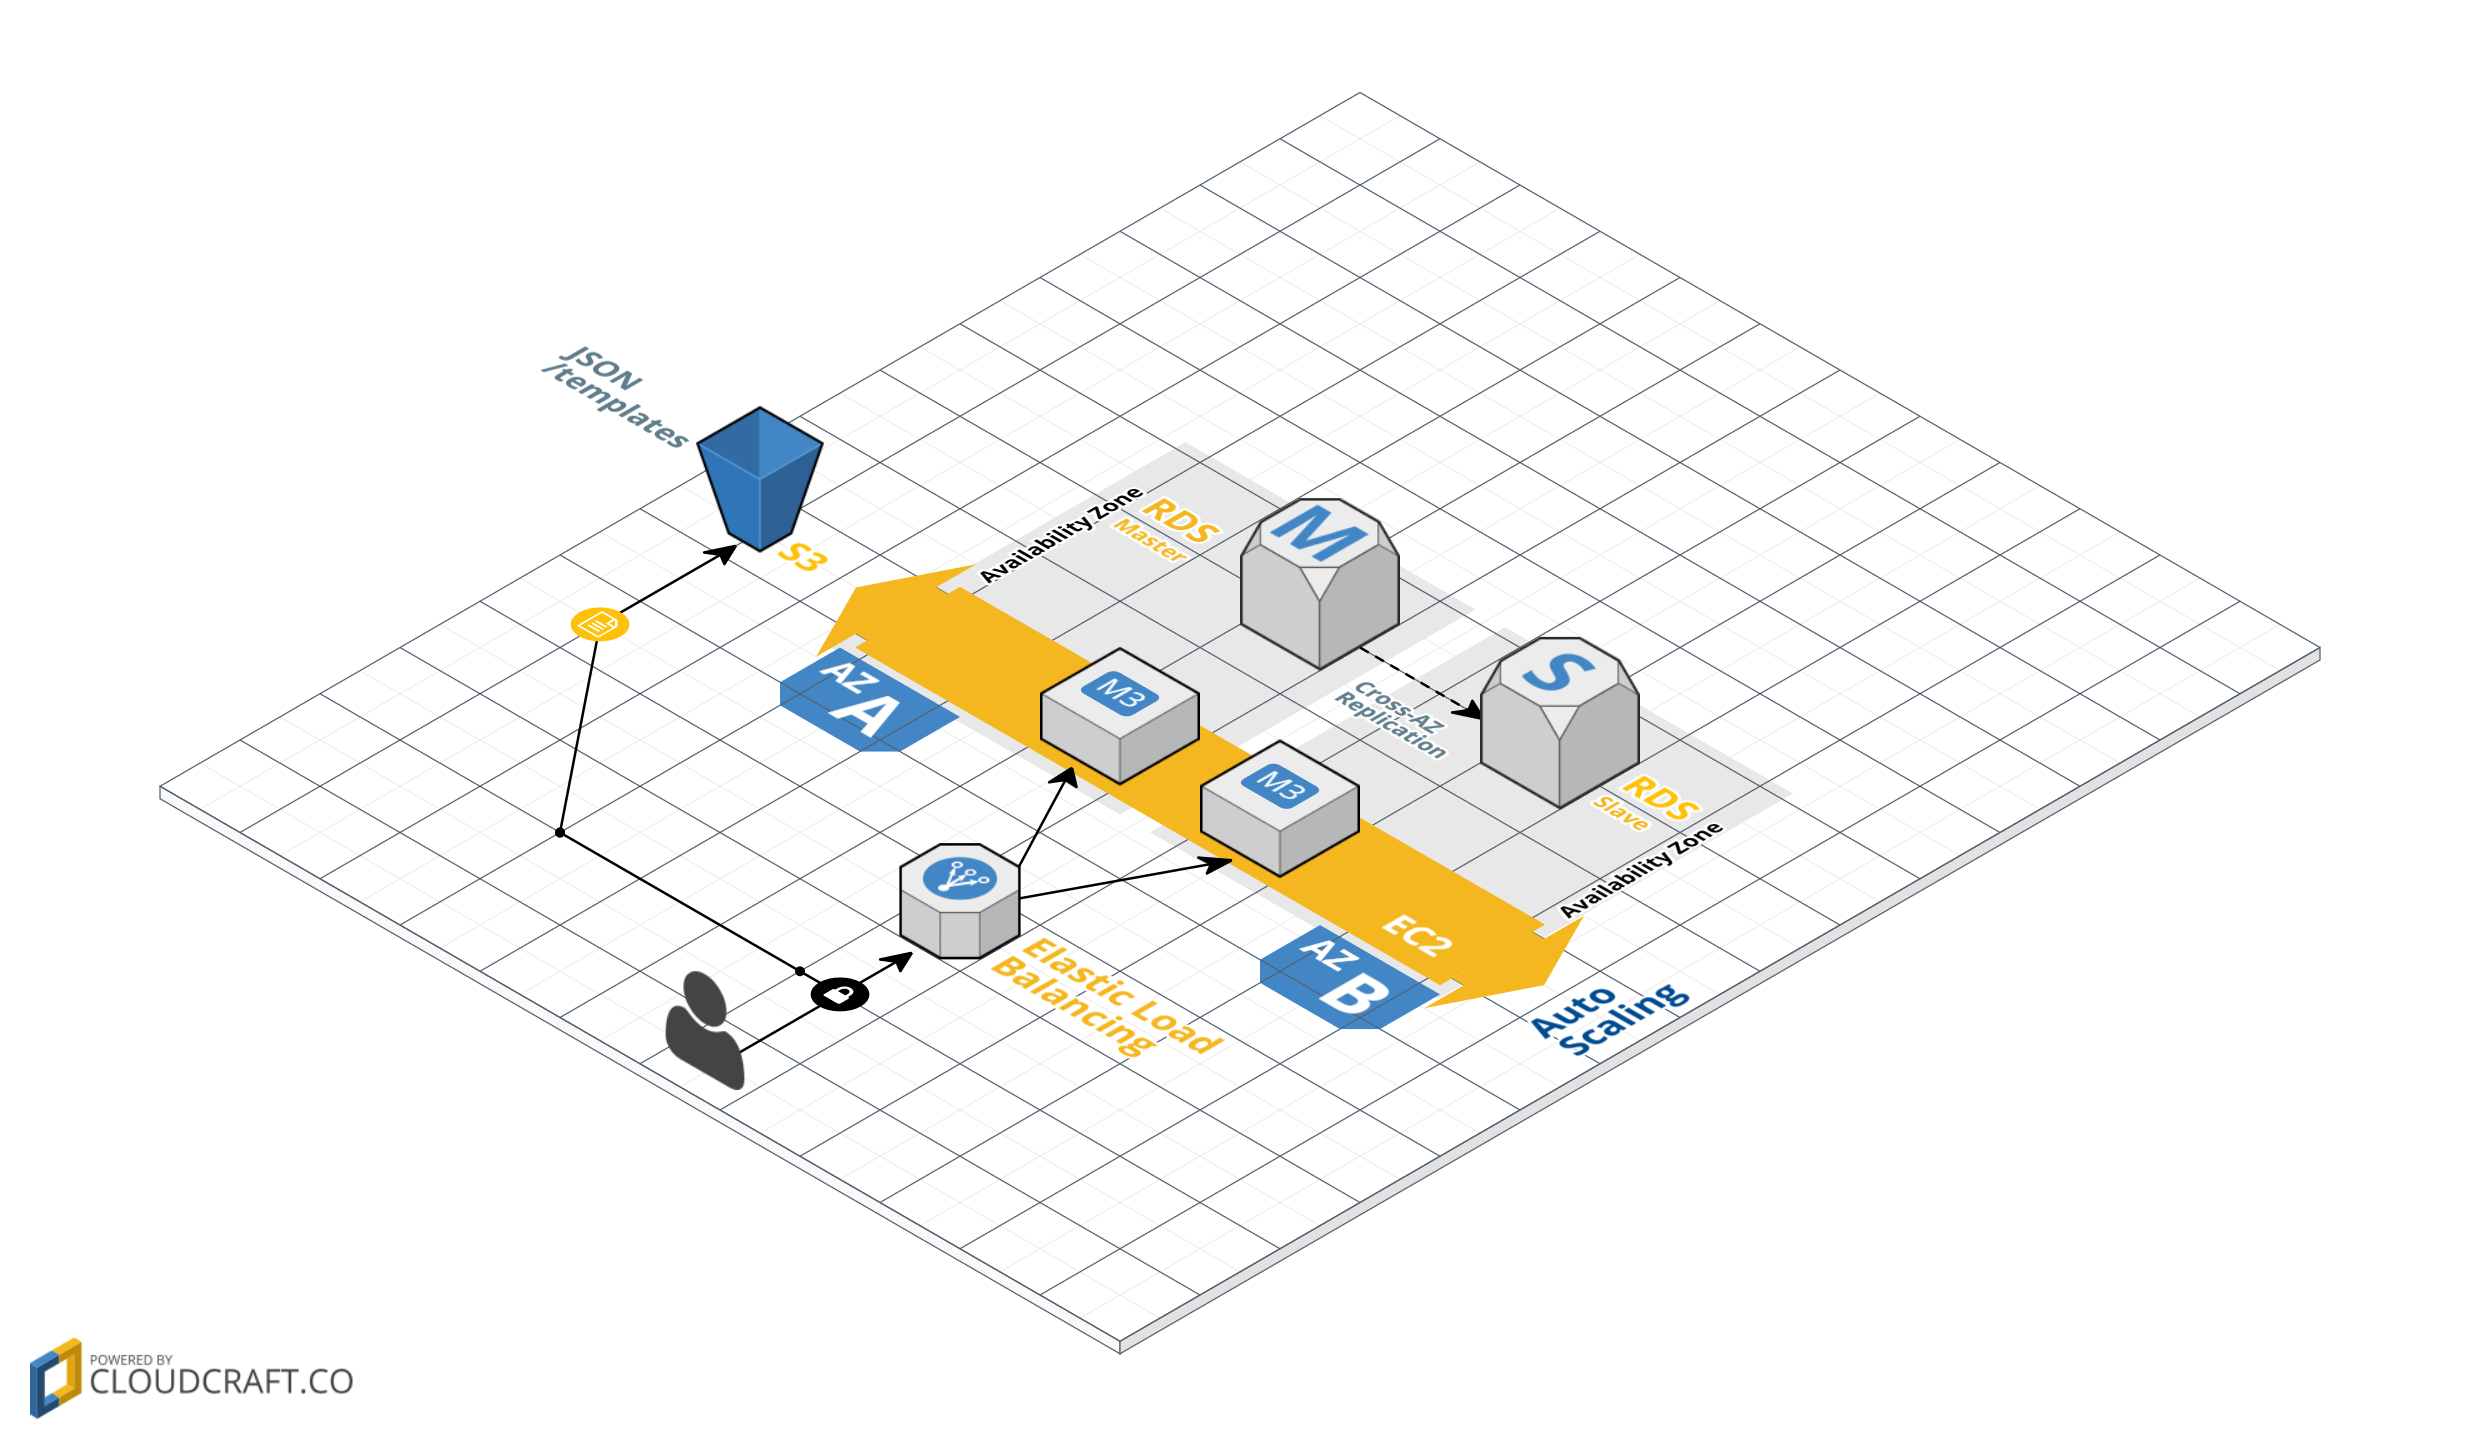 JSON
/templates
S3
Availability Zone
RDS
Master
M
AZ
A
M3
Cross-AZ
Replication
S
M3
RDS
Slave
Availability Zone
EC2
AZ
B
Elastic Load
Balancing
Auto
Scaling
POWERED BY
CLOUDCRAFT.CO